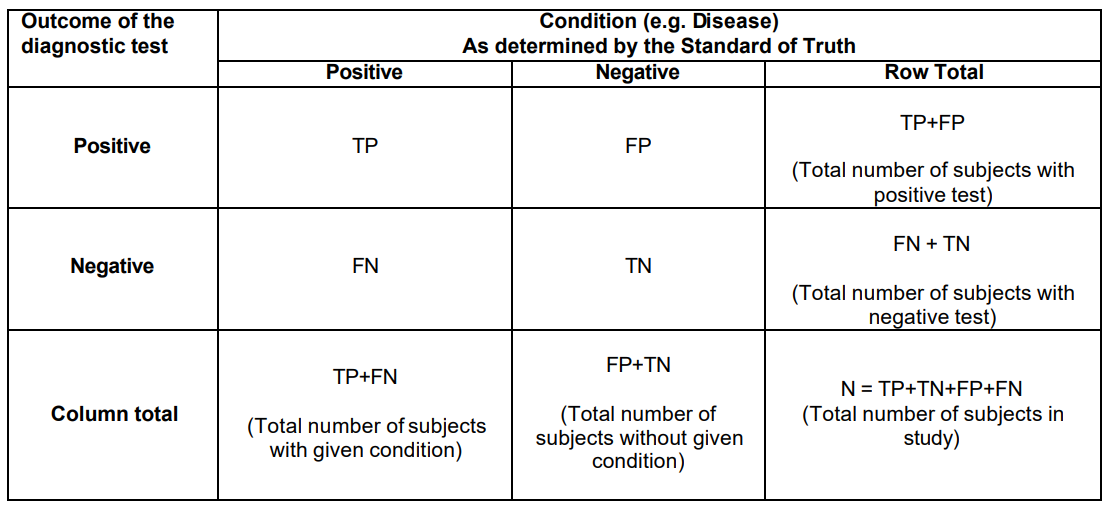 Outcome of the
diagnostic test
Condition (e.g. Disease)
As determined by the Standard of Truth
Positive
Negative
Row Total
Positive
TP
FP
TP+FP
(Total number of subjects with
positive test)
Negative
FN
TN
FN + TN
(Total number of subjects with
negative test)
Column total
TP+FN
(Total number of subjects
with given condition)
FP+TN
(Total number of
subjects without given
condition)
N = TP+TN+FP+FN
(Total number of subjects in
study)